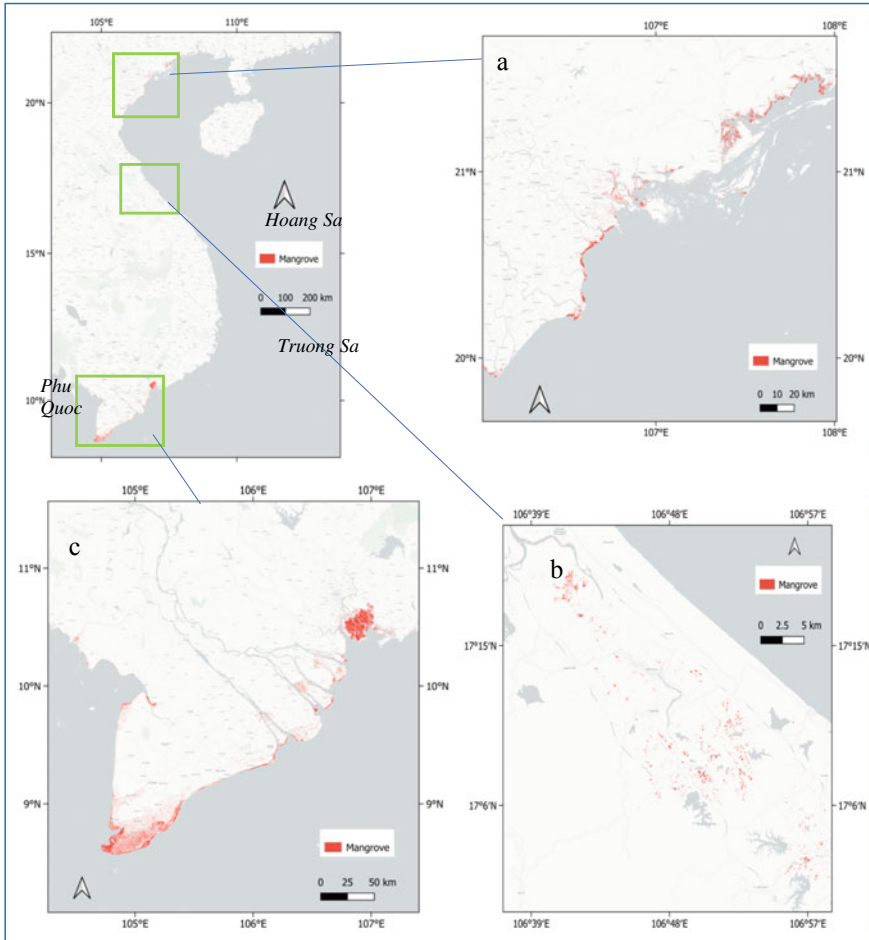 105°E 110°E
20°N
15°N
10°N
Hoang Sa
Mangrove
0 100 200 km
Truong Sa
Phu
Quoc
105°E 110°E
107°E 108°E
a
21°N 21°N
20°N 20°N
Mangrove
0 10 20 km
107°E 108°E
105°E 106°E 107°E
c
11°N 11°N
10°N 10°N
9°N 9°N
Mangrove
0 25 50 km
105°E 106°E 107°E
106°39'E 106°48'E 106°57'E
b
Mangrove
0 2.5 5 km
17°15'N 17°15'N
17°6'N 17°6'N
106°39'E 106°48'E 106°57'E